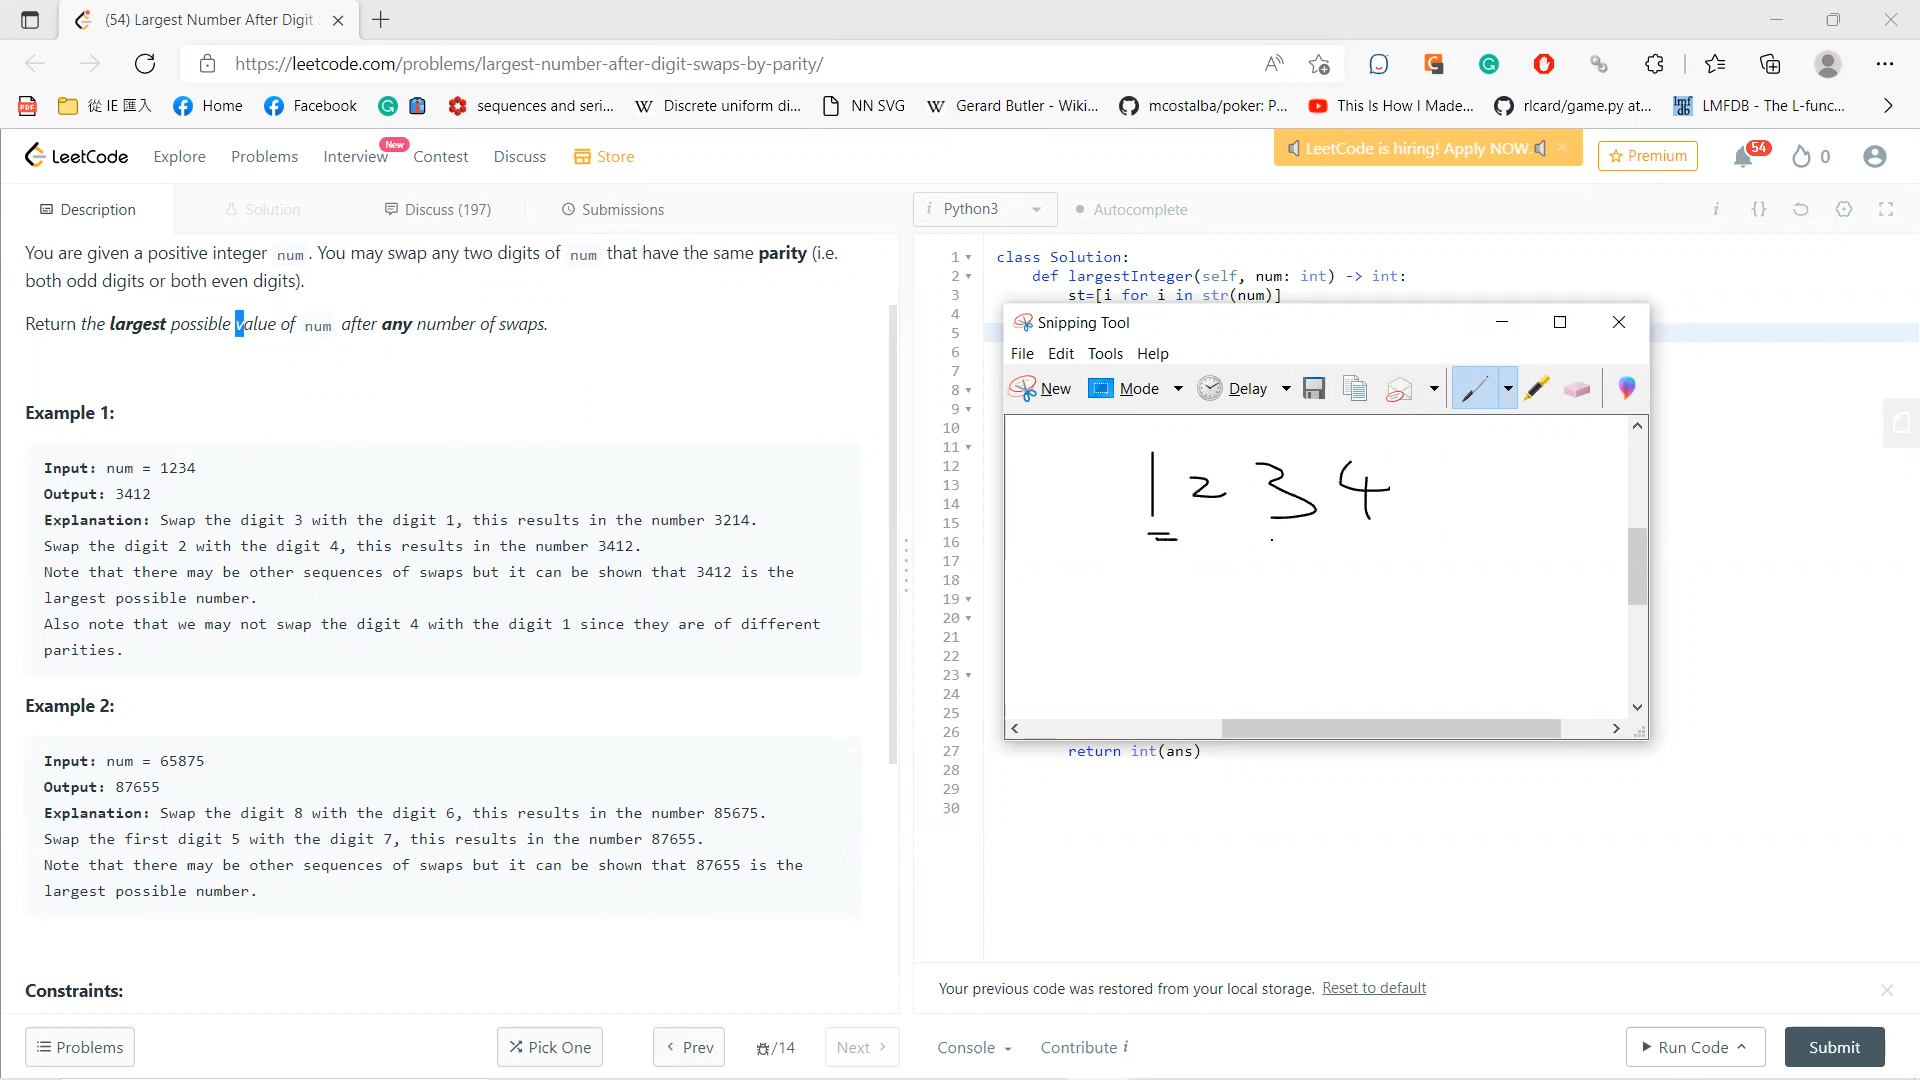 (54) Largest Number After Digit
https://leetcode.com/problems/largest-number-after-digit-swaps-by-parity/
PDF 從 IE 匯入 Home Facebook sequences and seri... Discrete uniform di... NN SVG Gerard Butler - Wiki... mcostalba/poker: P... This Is How I Made... rlcard/game.py at... LMFDB - The L-func...
LeetCode Explore Problems Interview New Contest Discuss Store LeetCode is hiring! Apply NOW. Premium 54 0
Description Solution Discuss (197) Submissions
i Python3 Autocomplete
You are given a positive integer num. You may swap any two digits of num that have the same parity (i.e.
both odd digits or both even digits).
Return the largest possible value of num after any number of swaps.
Example 1:
Input: num = 1234
Output: 3412
Explanation: Swap the digit 3 with the digit 1, this results in the number 3214.
Swap the digit 2 with the digit 4, this results in the number 3412.
Note that there may be other sequences of swaps but it can be shown that 3412 is the
largest possible number.
Also note that we may not swap the digit 4 with the digit 1 since they are of different
parities.
Example 2:
Input: num = 65875
Output: 87655
Explanation: Swap the digit 8 with the digit 6, this results in the number 85675.
Swap the first digit 5 with the digit 7, this results in the number 87655.
Note that there may be other sequences of swaps but it can be shown that 87655 is the
largest possible number.
Constraints:
Problems Pick One Prev /14 Next
1 class Solution:
2 def largestInteger(self, num: int) -> int:
3 st=[i for i in str(num)]
4
5
6
7
8
9
10
11
12
13
14
15
16
17
18
19
20
21
22
23
24
25
26
27 return int(ans)
28
29
30
Snipping Tool
File Edit Tools Help
New Mode Delay
1 2 3 4
Your previous code was restored from your local storage. Reset to default
Console Contribute i Run Code Submit